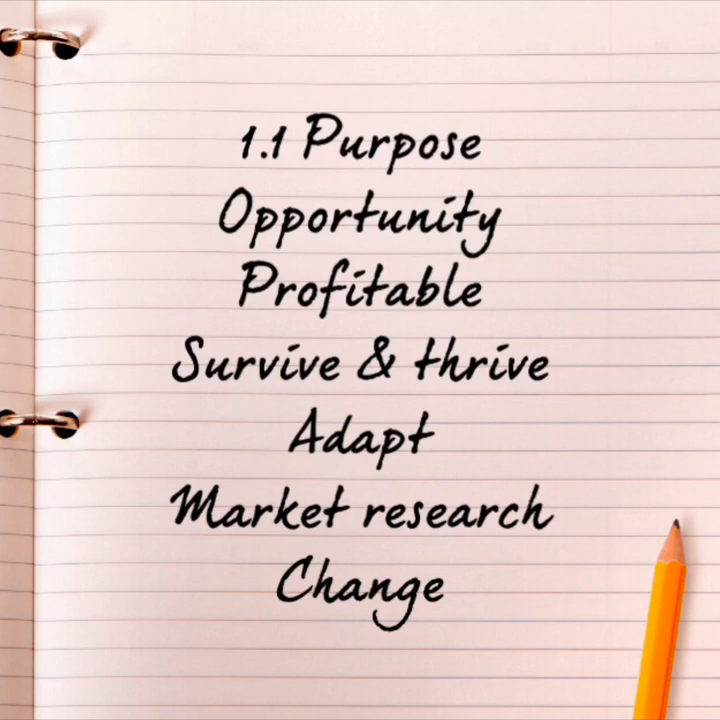 1.1 Purpose
Opportunity
Profitable
Survive & thrive
Adapt
Market research
Change